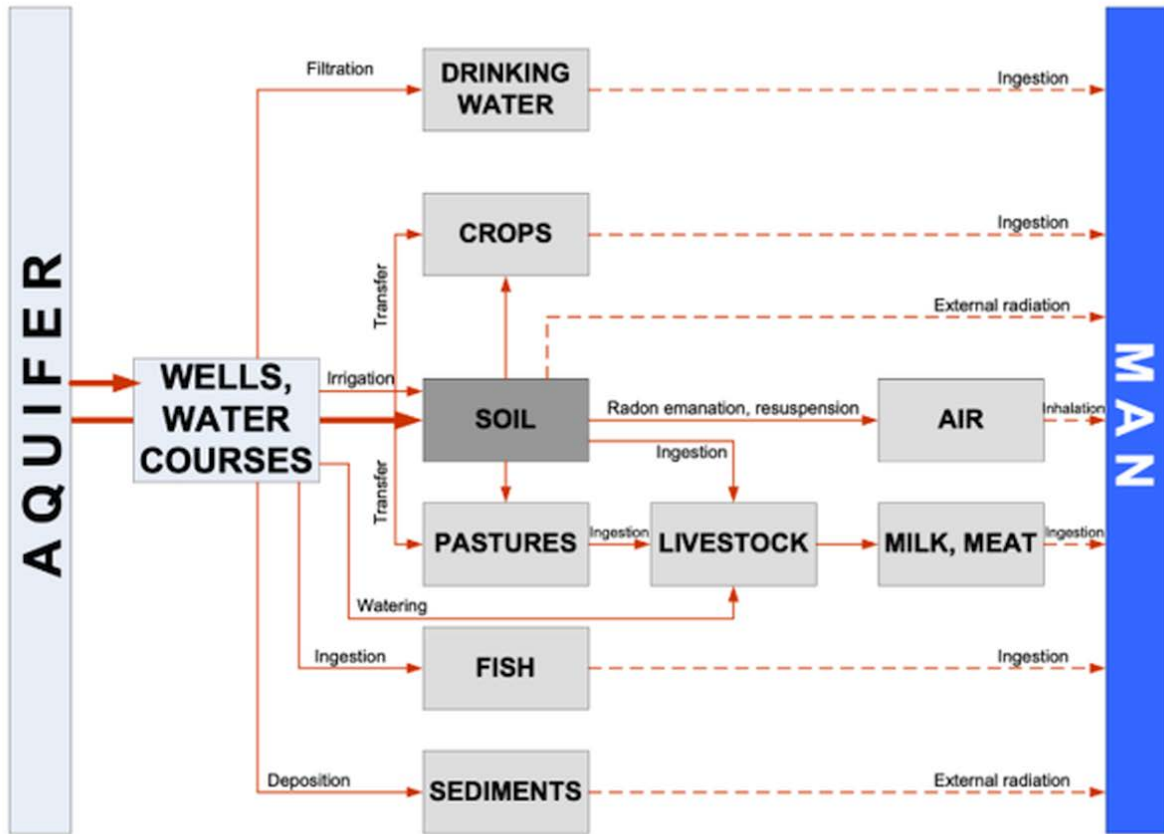 AQUIFER
Filtration
DRINKING
WATER
Ingestion
CROPS
Ingestion
Transfer
External radiation
WELLS,
WATER
COURSES
Irrigation
SOIL
Radon emanation, resuspension
AIR
Inhalation
MAN
Ingestion
Transfer
PASTURES
Ingestion
LIVESTOCK
MILK, MEAT
Ingestion
Watering
Ingestion
FISH
Ingestion
Deposition
SEDIMENTS
External radiation